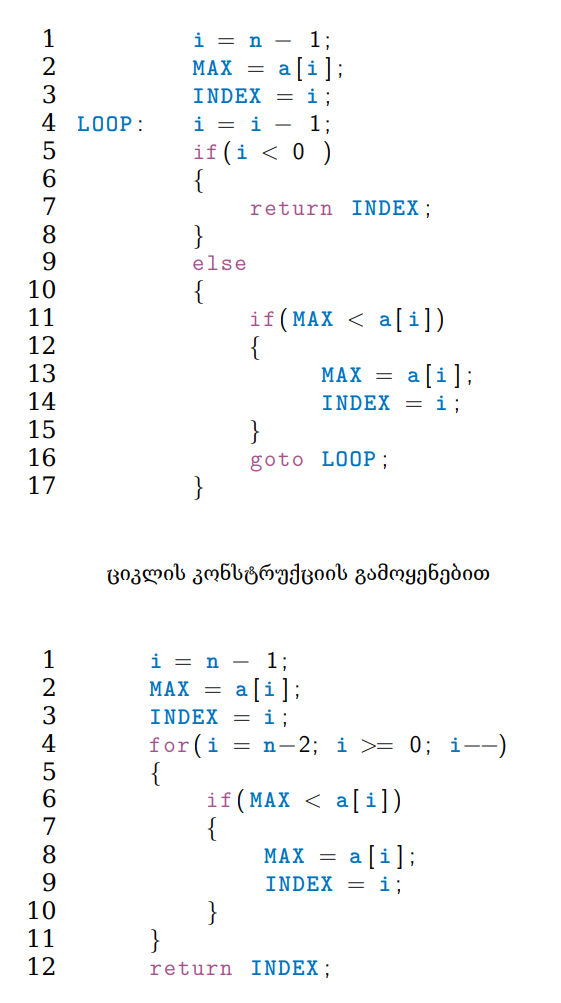 1 i = n − 1;
2 MAX = a[i];
3 INDEX = i;
4 LOOP: i = i − 1;
5 if(i < 0 )
6 {
7 return INDEX;
8 }
9 else
10 {
11 if(MAX < a[i])
12 {
13 MAX = a[i];
14 INDEX = i;
15 }
16 goto LOOP;
17 }
ციკლის კონსტრუქციის გამოყენებით
1 i = n − 1;
2 MAX = a[i];
3 INDEX = i;
4 for(i = n−2; i >= 0; i−−)
5 {
6 if(MAX < a[i])
7 {
8 MAX = a[i];
9 INDEX = i;
10 }
11 }
12 return INDEX;